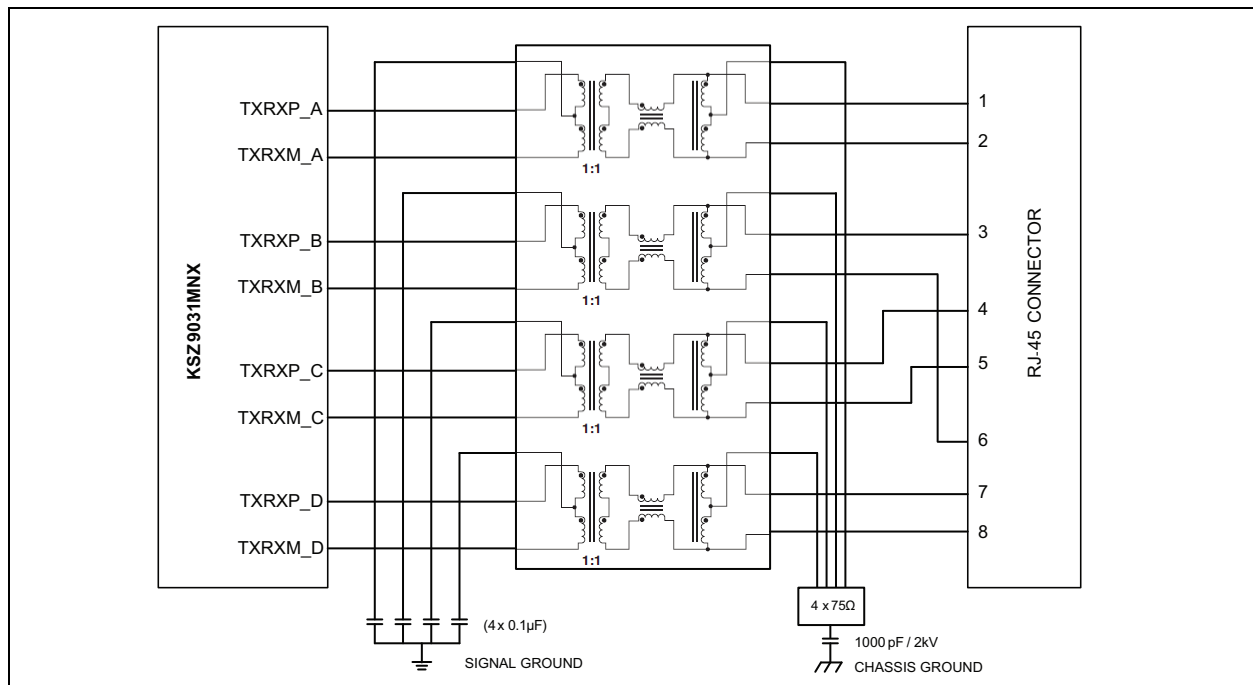 KSZ9031MNX
TXRXP_A
TXRXM_A
TXRXP_B
TXRXM_B
TXRXP_C
TXRXM_C
TXRXP_D
TXRXM_D
1:1
1:1
1:1
1:1
(4 x 0.1µF)
SIGNAL GROUND
4 x 75Ω
1000 pF / 2kV
CHASSIS GROUND
1
2
3
4
5
6
7
8
RJ-45 CONNECTOR